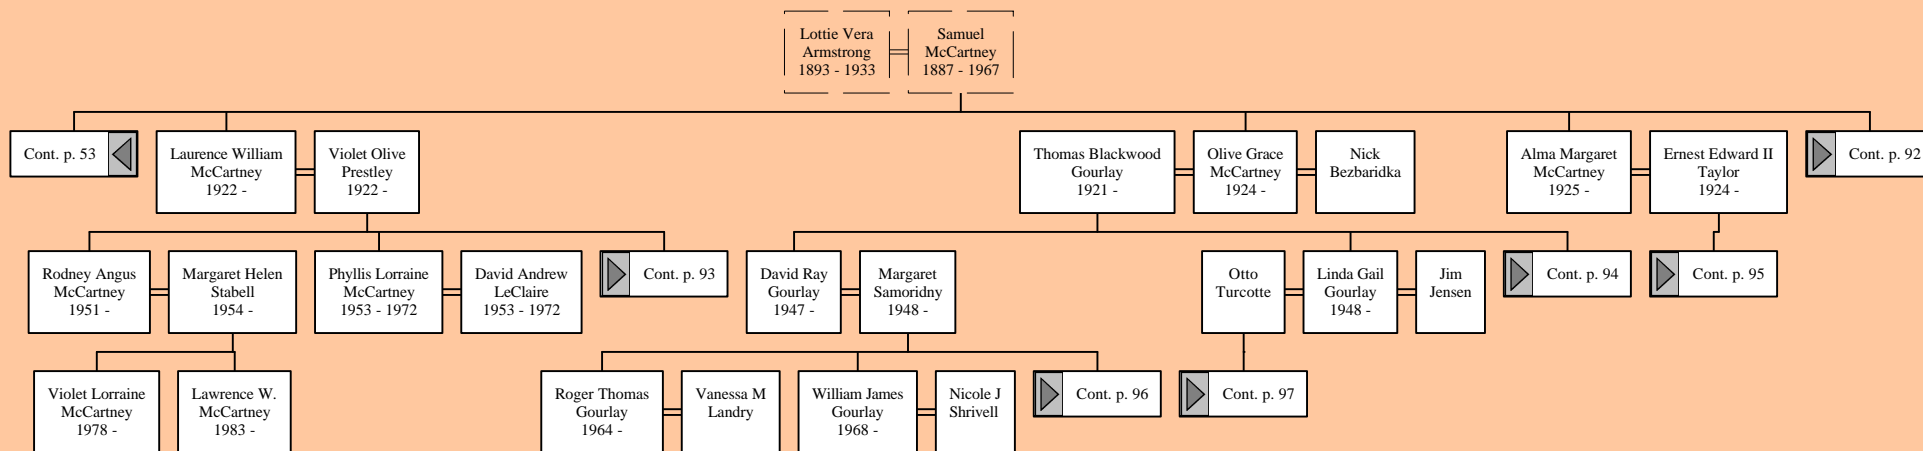 Lottie Vera
Armstrong
1893 - 1933
Samuel
McCartney
1887 - 1967
Cont. p. 53
Laurence William
McCartney
1922 -
Violet Olive
Prestley
1922 -
Thomas Blackwood
Gourlay
1921 -
Olive Grace
McCartney
1924 -
Nick
Bezbaridka
Alma Margaret
McCartney
1925 -
Ernest Edward II
Taylor
1924 -
Cont. p. 92
Rodney Angus
McCartney
1951 -
Margaret Helen
Stabell
1954 -
Phyllis Lorraine
McCartney
1953 - 1972
David Andrew
LeClaire
1953 - 1972
Cont. p. 93
David Ray
Gourlay
1947 -
Margaret
Samoridny
1948 -
Otto
Turcotte
Linda Gail
Gourlay
1948 -
Jim
Jensen
Cont. p. 94
Cont. p. 95
Violet Lorraine
McCartney
1978 -
Lawrence W.
McCartney
1983 -
Roger Thomas
Gourlay
1964 -
Vanessa M
Landry
William James
Gourlay
1968 -
Nicole J
Shrivell
Cont. p. 96
Cont. p. 97